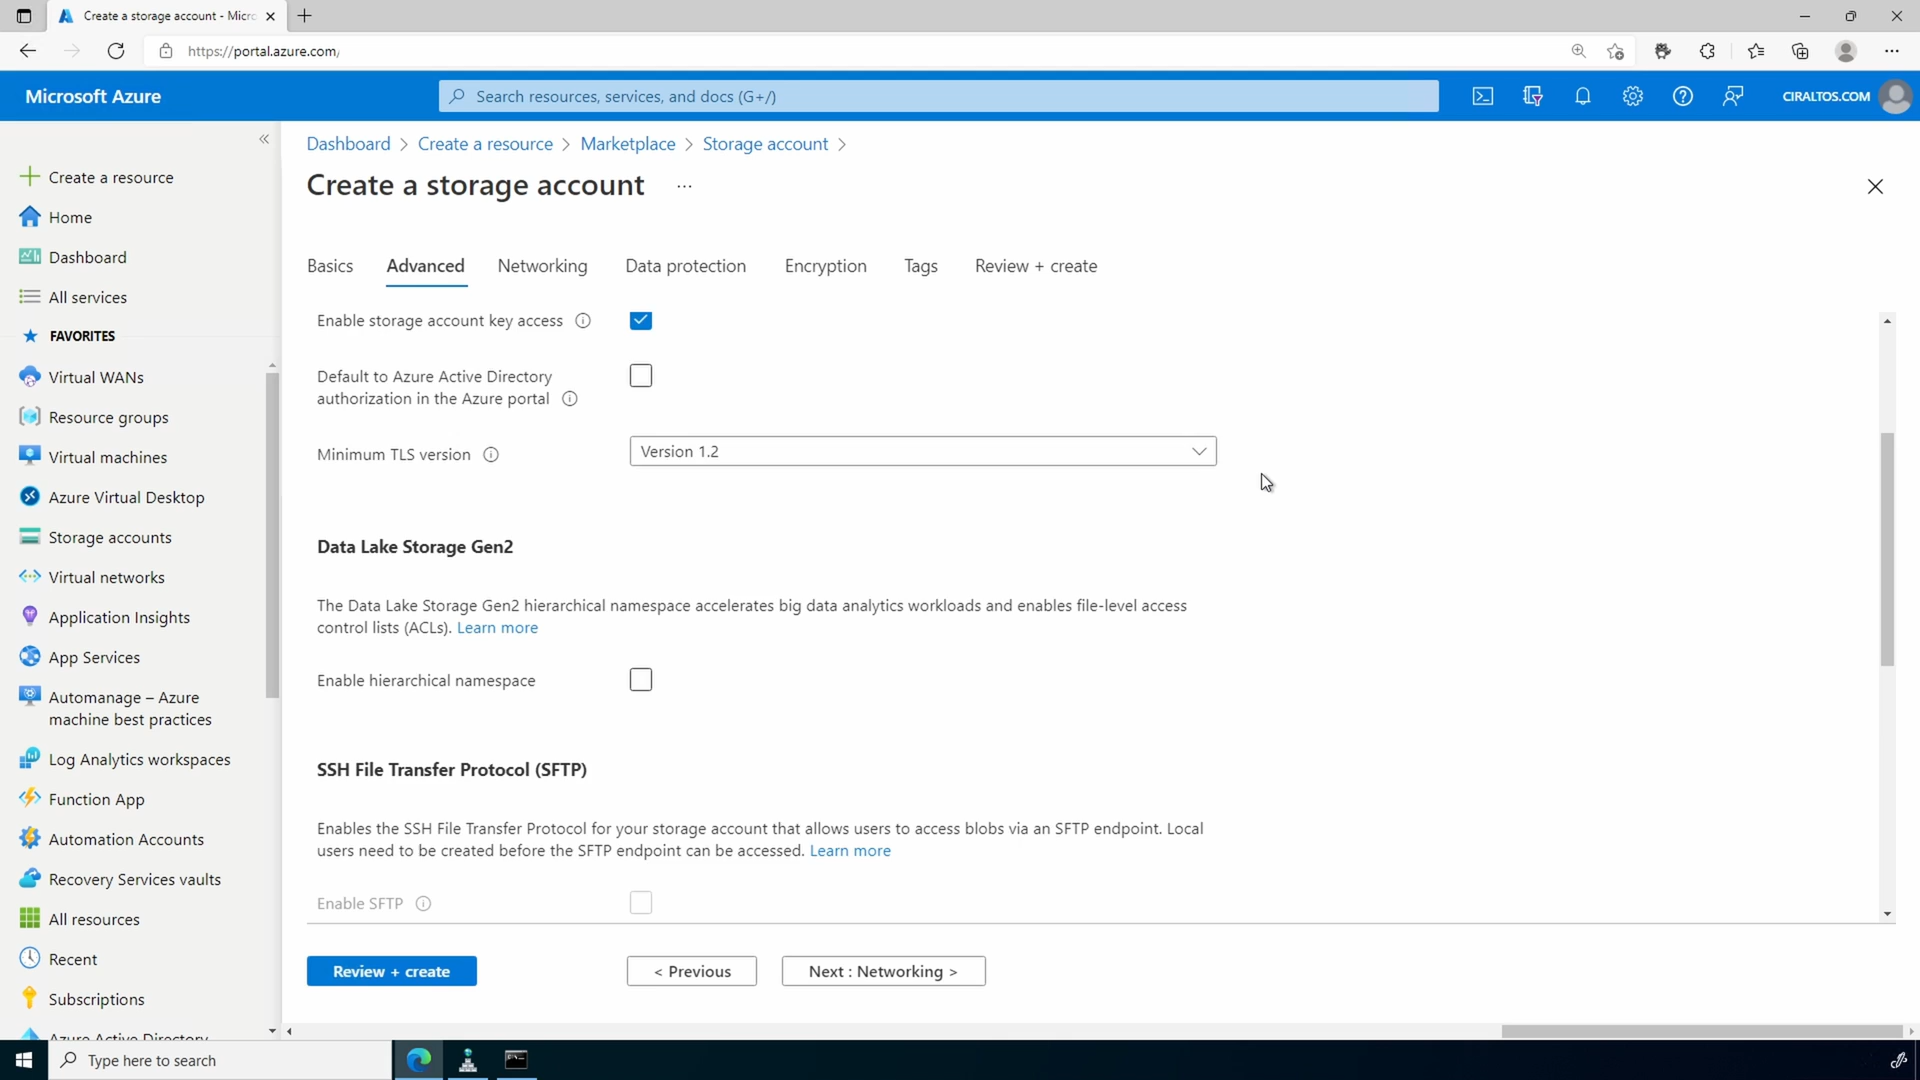 Create a storage account - Micro
https://portal.azure.com/
Microsoft Azure
Search resources, services, and docs (G+/)
CIRALTOS.COM
Dashboard > Create a resource > Marketplace > Storage account >
Create a storage account ...
Create a resource
Home
Dashboard
All services
FAVORITES
Virtual WANs
Resource groups
Virtual machines
Azure Virtual Desktop
Storage accounts
Virtual networks
Application Insights
App Services
Automanage – Azure
machine best practices
Log Analytics workspaces
Function App
Automation Accounts
Recovery Services vaults
All resources
Recent
Subscriptions
Azure Active Directory
Basics Advanced Networking Data protection Encryption Tags Review + create
Enable storage account key access
Default to Azure Active Directory
authorization in the Azure portal
Minimum TLS version
Version 1.2
Data Lake Storage Gen2
The Data Lake Storage Gen2 hierarchical namespace accelerates big data analytics workloads and enables file-level access
control lists (ACLs). Learn more
Enable hierarchical namespace
SSH File Transfer Protocol (SFTP)
Enables the SSH File Transfer Protocol for your storage account that allows users to access blobs via an SFTP endpoint. Local
users need to be created before the SFTP endpoint can be accessed. Learn more
Enable SFTP
Review + create
< Previous
Next : Networking >
Type here to search